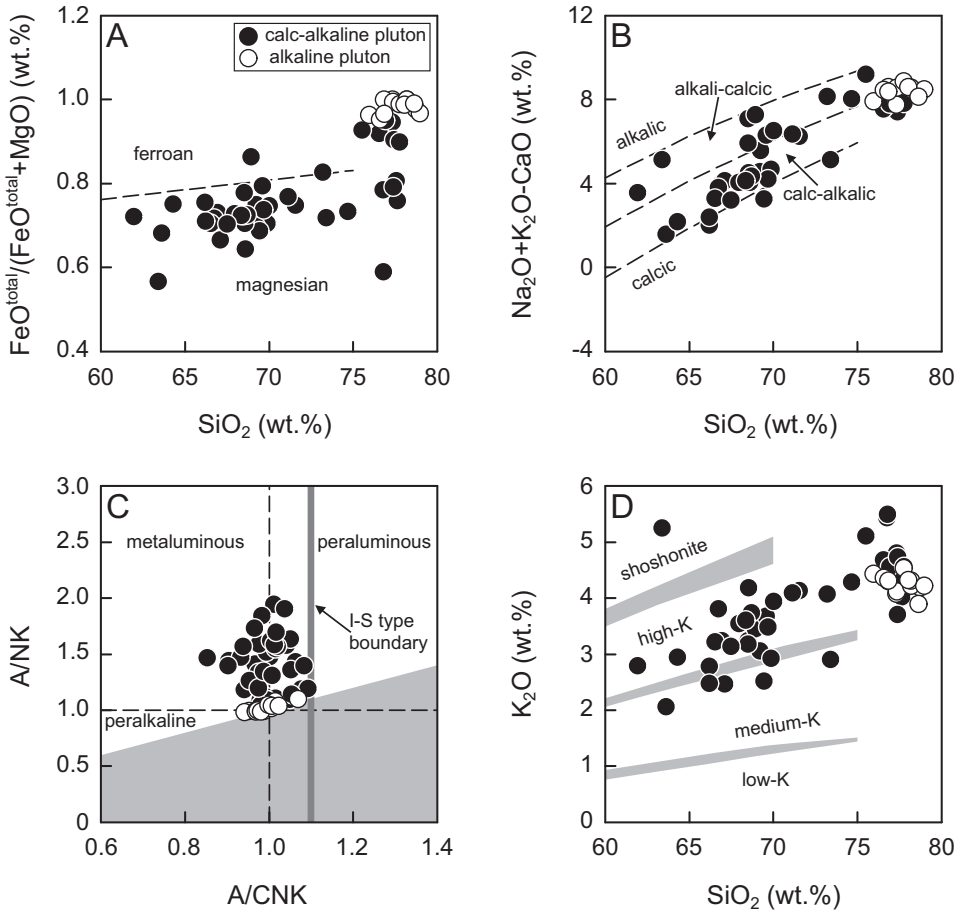 A
calc-alkaline pluton
alkaline pluton
ferroan
magnesian
1.2
1.0
0.8
0.6
0.4
60
65
70
75
80
FeO^total/(FeO^total+MgO) (wt.%)
SiO₂ (wt.%)
B
alkali-calcic
alkalic
calc-alkalic
calcic
12
8
4
0
-4
60
65
70
75
80
Na₂O+K₂O-CaO (wt.%)
SiO₂ (wt.%)
C
metaluminous
peraluminous
I-S type
boundary
peralkaline
3.0
2.5
2.0
1.5
1.0
0.5
0
0.6
0.8
1.0
1.2
1.4
A/NK
A/CNK
D
shoshonite
high-K
medium-K
low-K
6
5
4
3
2
1
0
60
65
70
75
80
K₂O (wt.%)
SiO₂ (wt.%)